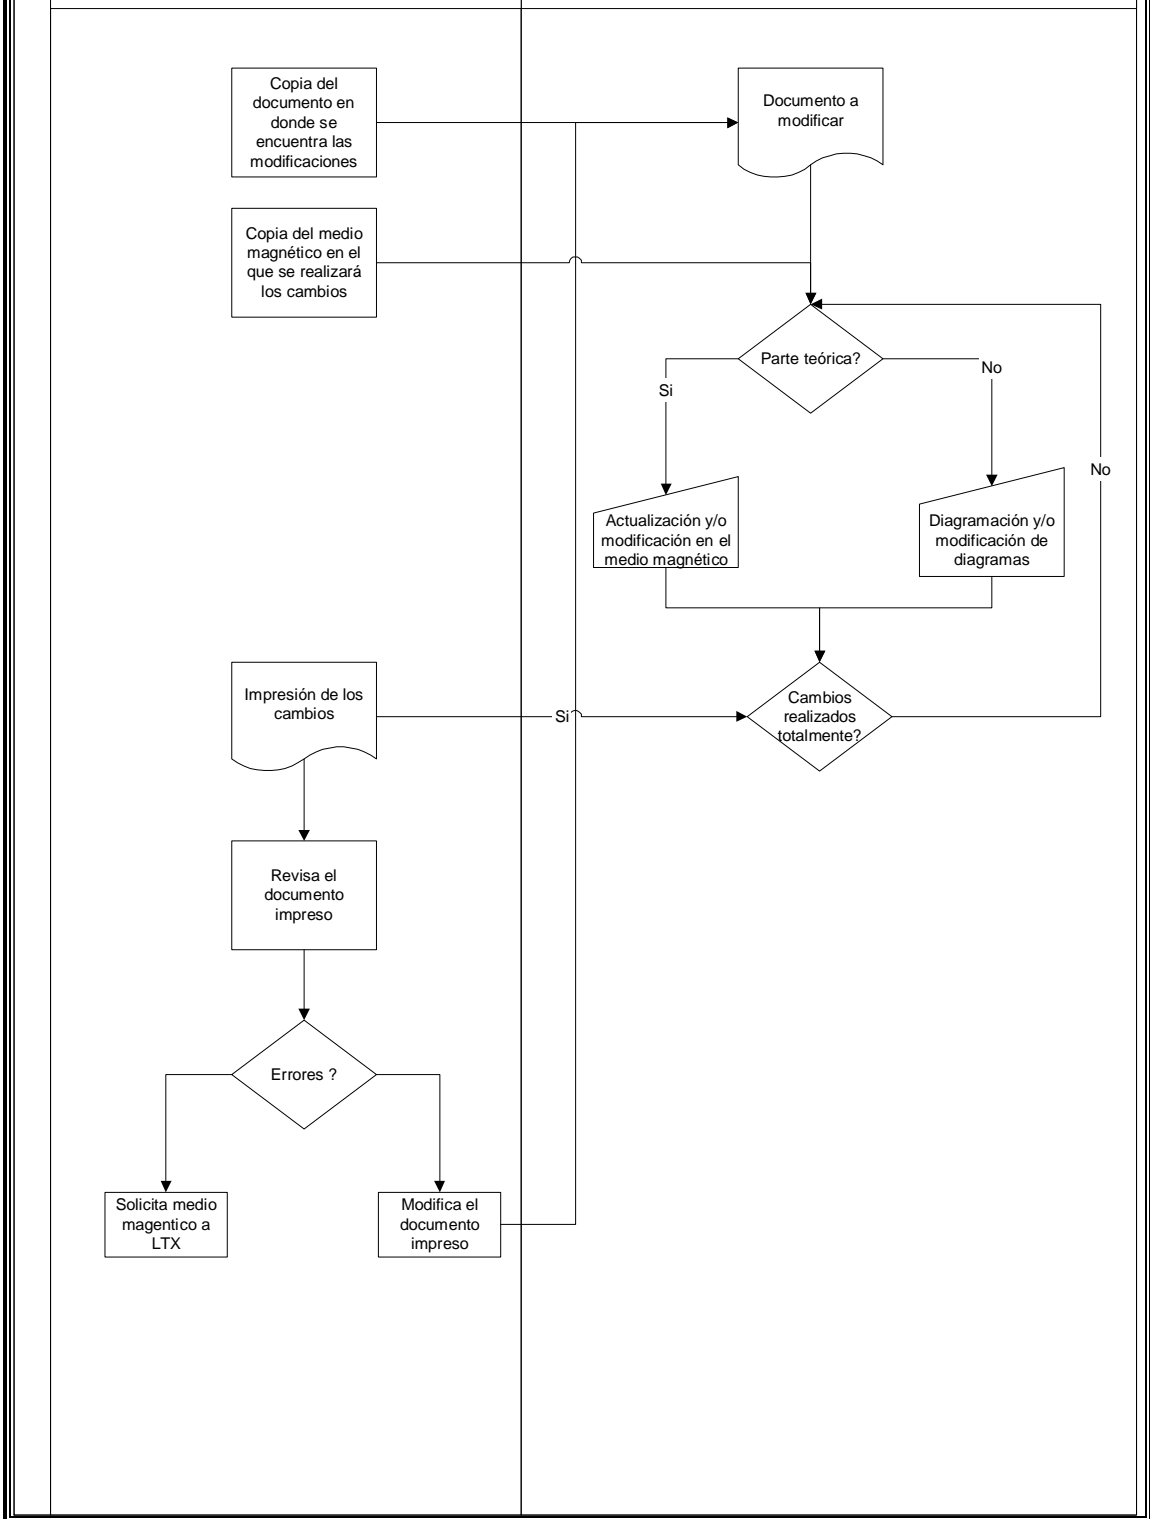 Copia del
documento en
donde se
encuentra las
modificaciones
Documento a
modificar
Copia del medio
magnético en el
que se realizará
los cambios
Parte teórica?
Si
No
No
Actualización y/o
modificación en el
medio magnético
Diagramación y/o
modificación de
diagramas
Impresión de los
cambios
Si
Cambios
realizados
totalmente?
Revisa el
documento
impreso
Errores ?
Solicita medio
magentico a
LTX
Modifica el
documento
impreso